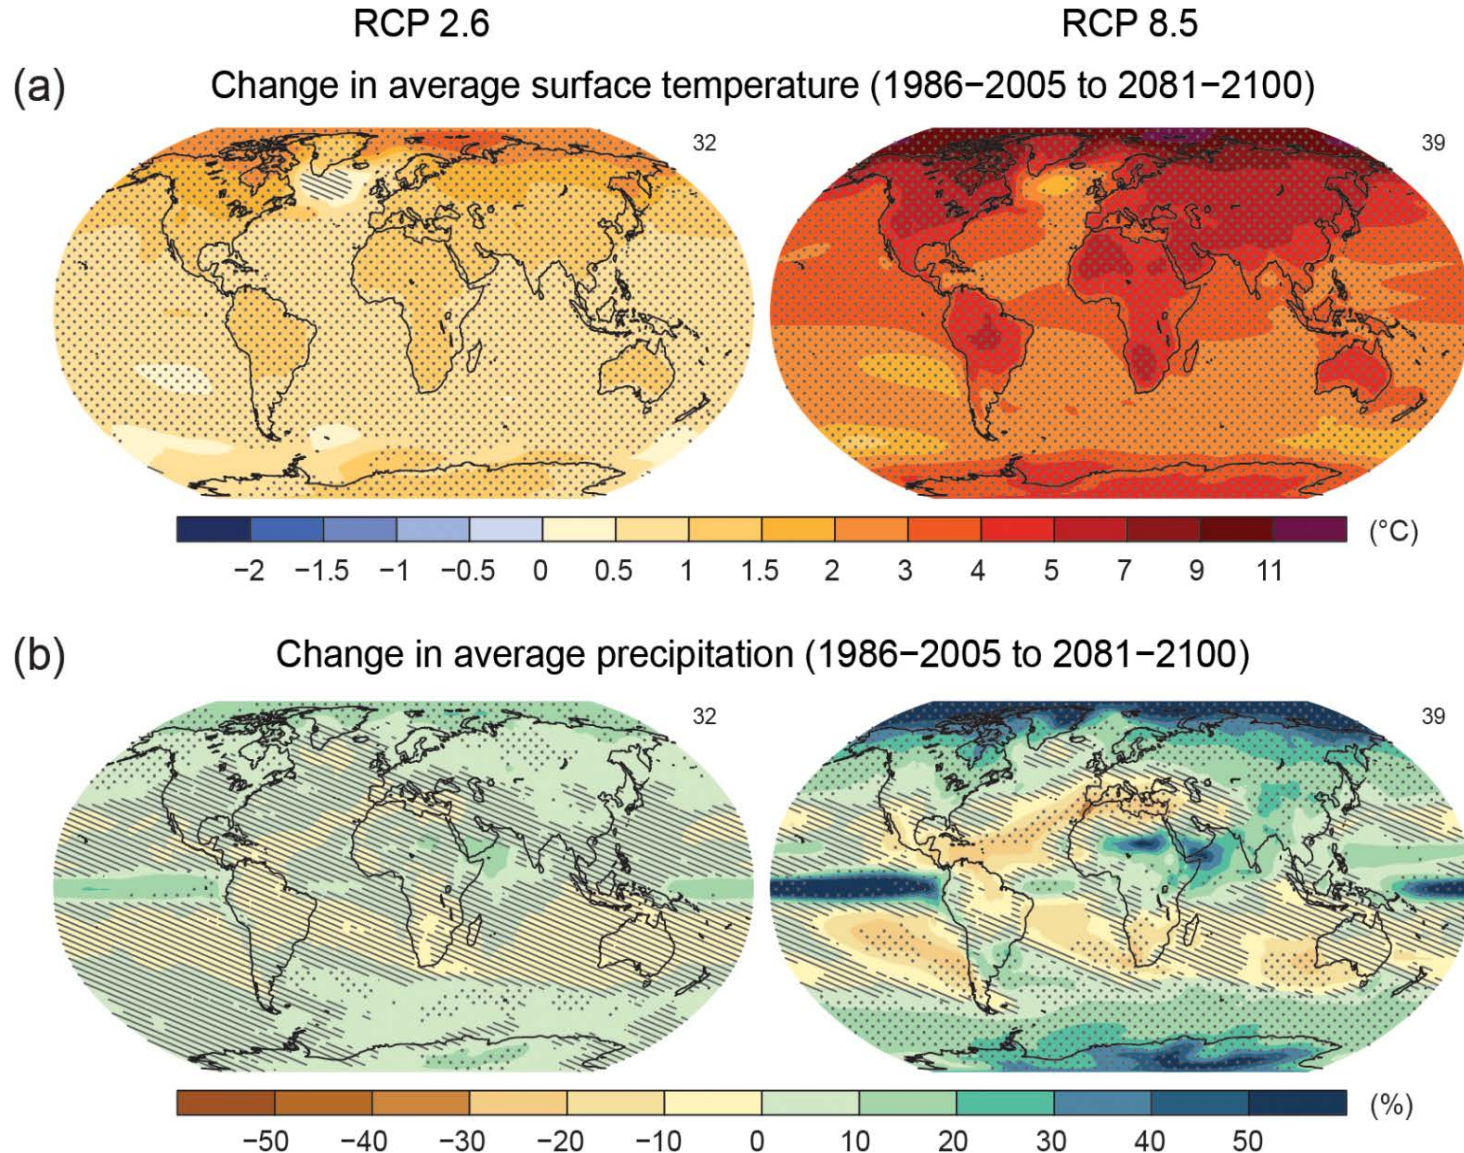 RCP 2.6 RCP 8.5
(a) Change in average surface temperature (1986−2005 to 2081−2100)
32 39
(°C)
−2 −1.5 −1 −0.5 0 0.5 1 1.5 2 3 4 5 7 9 11
(b) Change in average precipitation (1986−2005 to 2081−2100)
32 39
(%)
−50 −40 −30 −20 −10 0 10 20 30 40 50